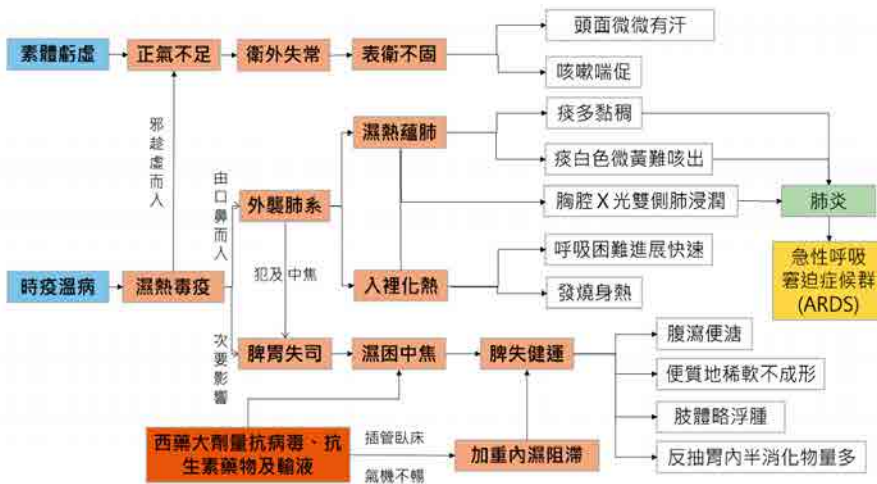 素體虧虛
正氣不足
衛外失常
表衛不固
頭面微微有汗
咳嗽喘促
邪趁虛而人
濕熱蘊肺
痰多黏稠
痰白色微黃難咳出
由口鼻而人
外襲肺系
胸腔X光雙側肺浸潤
肺炎
犯及中焦
呼吸困難進展快速
時疫溫病
濕熱毒疫
入裡化熱
發燒身熱
急性呼吸
窘迫症候群
(ARDS)
次要影響
脾胃失司
濕困中焦
脾失健運
腹瀉便溏
便質地稀軟不成形
肢體略浮腫
反抽胃內半消化物量多
西藥大劑量抗病毒、抗
生素藥物及輸液
插管臥床
氣機不暢
加重內濕阻滯